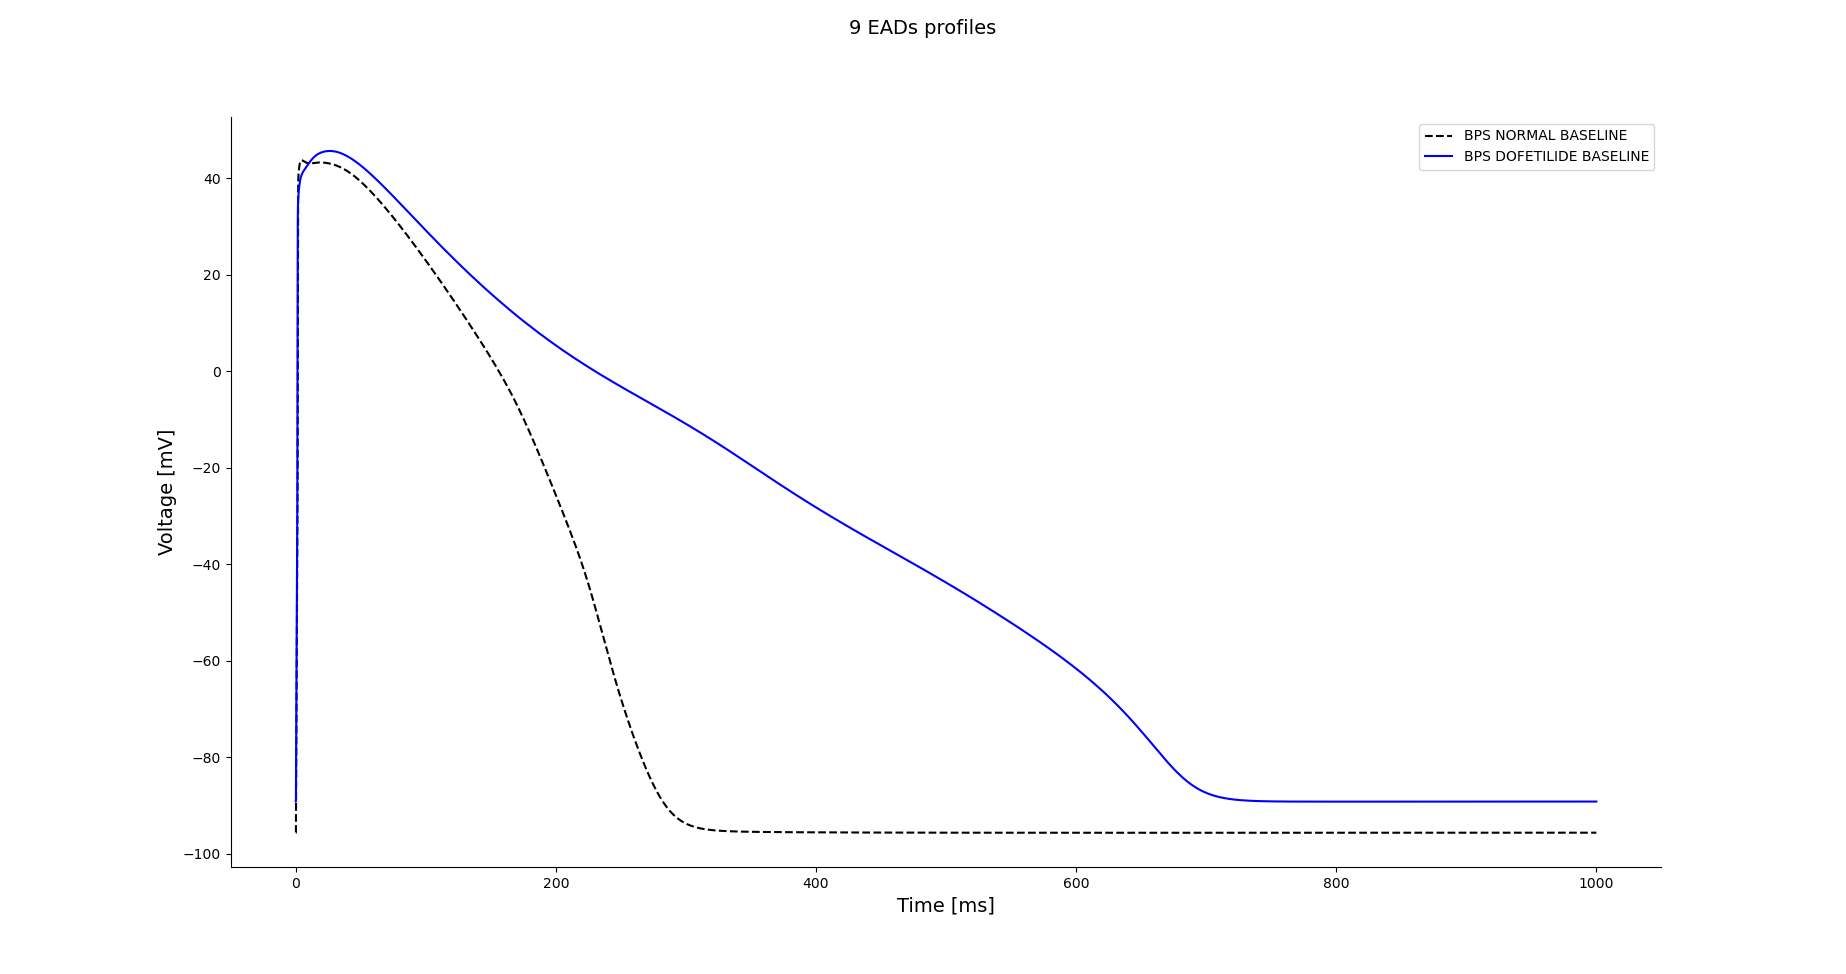 9 EADs profiles
BPS NORMAL BASELINE
BPS DOFETILIDE BASELINE
Voltage [mV]
40
20
0
−20
−40
−60
−80
−100
0 200 400 600 800 1000
Time [ms]